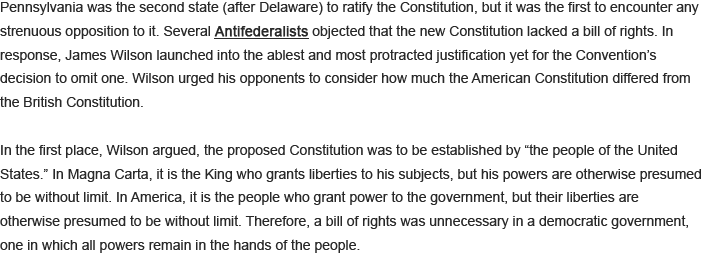 Pennsylvania was the second state (after Delaware) to ratify the Constitution, but it was the first to encounter any
strenuous opposition to it. Several Antifederalists objected that the new Constitution lacked a bill of rights. In
response, James Wilson launched into the ablest and most protracted justification yet for the Convention’s
decision to omit one. Wilson urged his opponents to consider how much the American Constitution differed from
the British Constitution.
In the first place, Wilson argued, the proposed Constitution was to be established by “the people of the United
States.” In Magna Carta, it is the King who grants liberties to his subjects, but his powers are otherwise presumed
to be without limit. In America, it is the people who grant power to the government, but their liberties are
otherwise presumed to be without limit. Therefore, a bill of rights was unnecessary in a democratic government,
one in which all powers remain in the hands of the people.